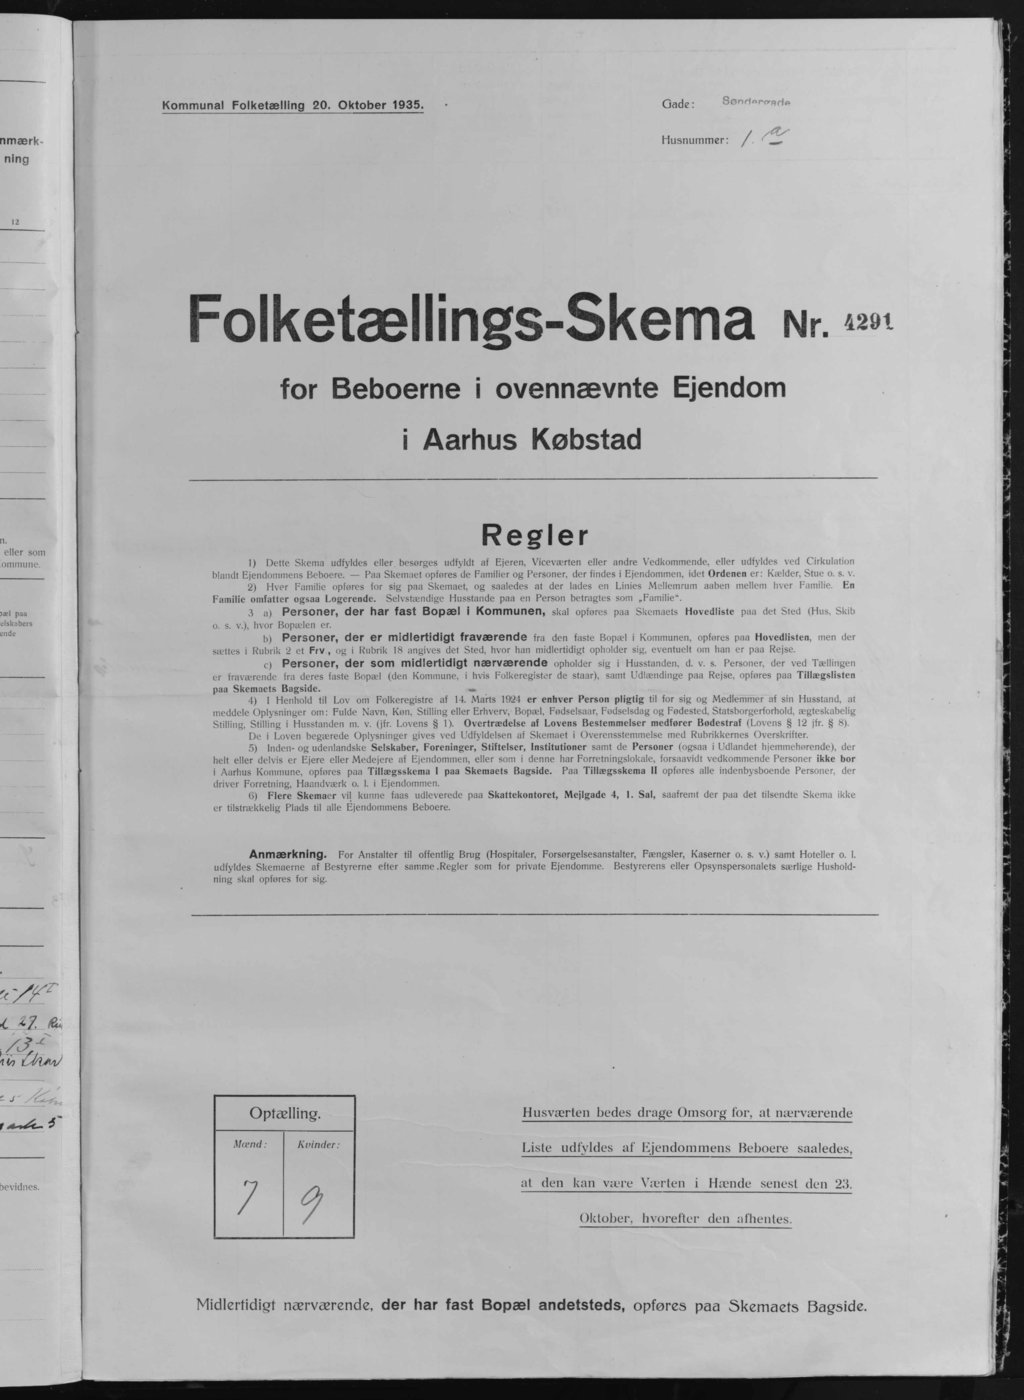 Kommunal Folketælling 20. Oktober 1935.
Gade: Søndergade
Husnummer: 1. a
Folketællings-Skema Nr. 4291
for Beboerne i ovennævnte Ejendom
i Aarhus Købstad
Regler
1) Dette Skema udfyldes eller besørges udfyldt af Ejeren, Viceværten eller andre Vedkommende, eller udfyldes ved Cirkulation
blandt Ejendommens Beboere. — Paa Skemaet opføres de Familier og Personer, der findes i Ejendommen, idet Ordenen er: Kælder, Stue o. s. v.
2) Hver Familie opføres for sig paa Skemaet, og saaledes at der lades en Linies Mellemrum aaben mellem hver Familie. En
Familie omfatter ogsaa Logerende. Selvstændige Husstande paa en Person betragtes som „Familie".
3 a) Personer, der har fast Bopæl i Kommunen, skal opføres paa Skemaets Hovedliste paa det Sted (Hus, Skib
o. s. v.), hvor Bopælen er.
b) Personer, der er midlertidigt fraværende fra den faste Bopæl i Kommunen, opføres paa Hovedlisten, men der
sættes i Rubrik 2 et Frv, og i Rubrik 18 angives det Sted, hvor han midlertidigt opholder sig, eventuelt om han er paa Rejse.
c) Personer, der som midlertidigt nærværende opholder sig i Husstanden, d. v. s. Personer, der ved Tællingen
er fraværende fra deres faste Bopæl (den Kommune, i hvis Folkeregister de staar), samt Udlændinge paa Rejse, opføres paa Tillægslisten
paa Skemaets Bagside.
4) I Henhold til Lov om Folkeregistre af 14. Marts 1924 er enhver Person pligtig til for sig og Medlemmer af sin Husstand, at
meddele Oplysninger om: Fulde Navn, Køn, Stilling eller Erhverv, Bopæl, Fødselsaar, Fødselsdag og Fødested, Statsborgerforhold, ægteskabelig
Stilling, Stilling i Husstanden m. v. (jfr. Lovens § 1). Overtrædelse af Lovens Bestemmelser medfører Bødestraf (Lovens § 12 jfr. § 8).
De i Loven begærede Oplysninger gives ved Udfyldelsen af Skemaet i Overensstemmelse med Rubrikkernes Overskrifter.
5) Inden- og udenlandske Selskaber, Foreninger, Stiftelser, Institutioner samt de Personer (ogsaa i Udlandet hjemmehørende), der
helt eller delvis er Ejere eller Medejere af Ejendommen, eller som i denne har Forretningslokale, forsaavidt vedkommende Personer ikke bor
i Aarhus Kommune, opføres paa Tillægsskema I paa Skemaets Bagside. Paa Tillægsskema II opføres alle indenbysboende Personer, der
driver Forretning, Haandværk o. l. i Ejendommen.
6) Flere Skemaer vil kunne faas udleverede paa Skattekontoret, Mejlgade 4, 1. Sal, saafremt der paa det tilsendte Skema ikke
er tilstrækkelig Plads til alle Ejendommens Beboere.
Anmærkning. For Anstalter til offentlig Brug (Hospitaler, Forsørgelsesanstalter, Fængsler, Kaserner o. s. v.) samt Hoteller o. l.
udfyldes Skemaerne af Bestyrerne efter samme Regler som for private Ejendomme. Bestyrerens eller Opsynspersonalets særlige Hushold-
ning skal opføres for sig.
Optælling.
Mænd: Kvinder:
7 9
Husværten bedes drage Omsorg for, at nærværende
Liste udfyldes af Ejendommens Beboere saaledes,
at den kan være Værten i Hænde senest den 23.
Oktober, hvorefter den afhentes.
Midlertidigt nærværende, der har fast Bopæl andetsteds, opføres paa Skemaets Bagside.
nmærk-
ning
12
n.
eller som
ommune.
pæl paa
elskabers
ende
bevidnes.